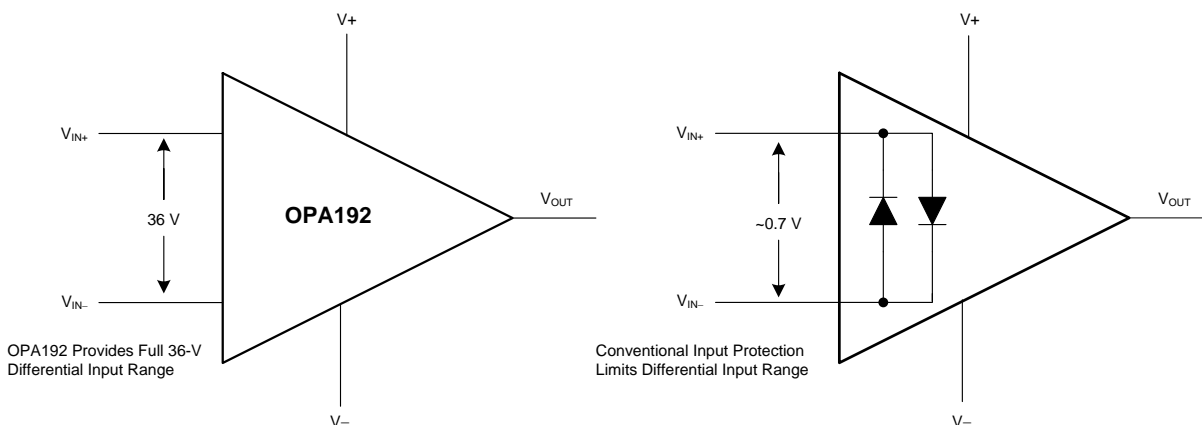 V+
V+
VIN+
36 V
OPA192
VOUT
VIN−
V−
OPA192 Provides Full 36-V
Differential Input Range
VIN+
~0.7 V
VOUT
VIN−
V−
Conventional Input Protection
Limits Differential Input Range